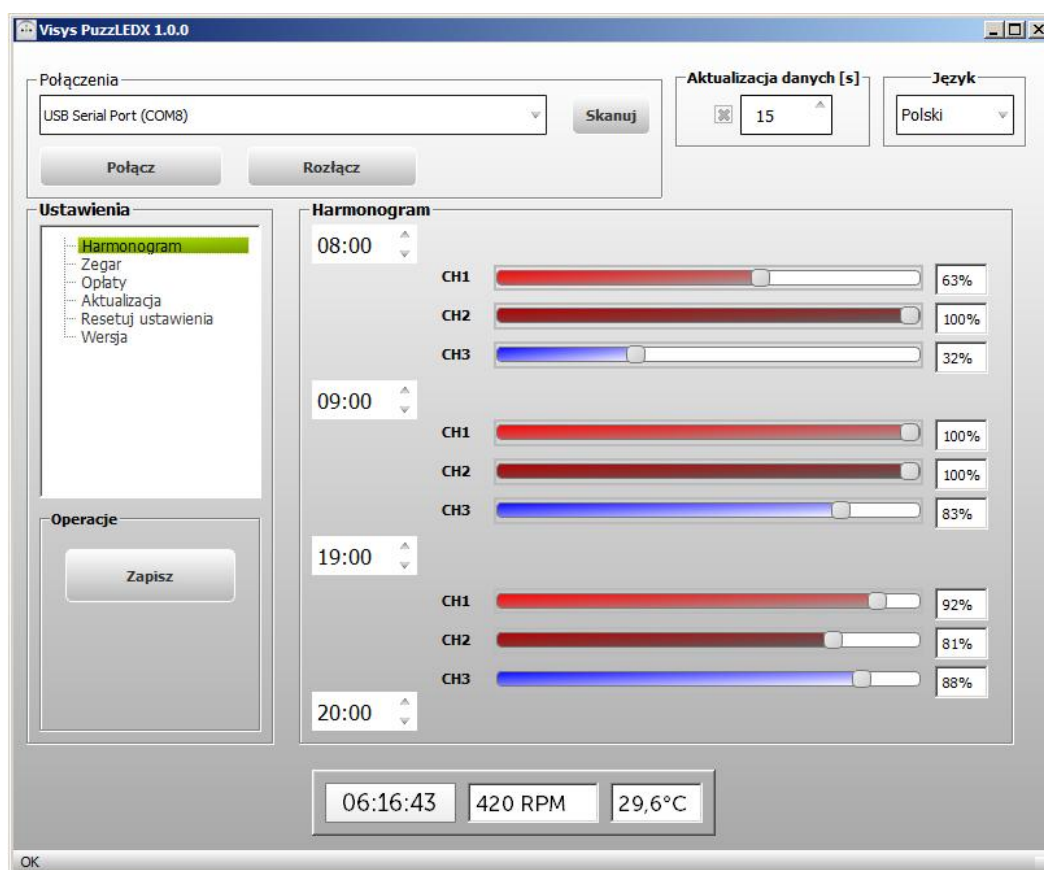 Visys PuzzLEDX 1.0.0
Połączenia
USB Serial Port (COM8)
Skanuj
Połącz
Rozłącz
Aktualizacja danych [s]
15
Język
Polski
Ustawienia
Harmonogram
Zegar
Opłaty
Aktualizacja
Resetuj ustawienia
Wersja
Operacje
Zapisz
Harmonogram
08:00
CH1 63%
CH2 100%
CH3 32%
09:00
CH1 100%
CH2 100%
CH3 83%
19:00
CH1 92%
CH2 81%
CH3 88%
20:00
06:16:43 420 RPM 29,6°C
OK